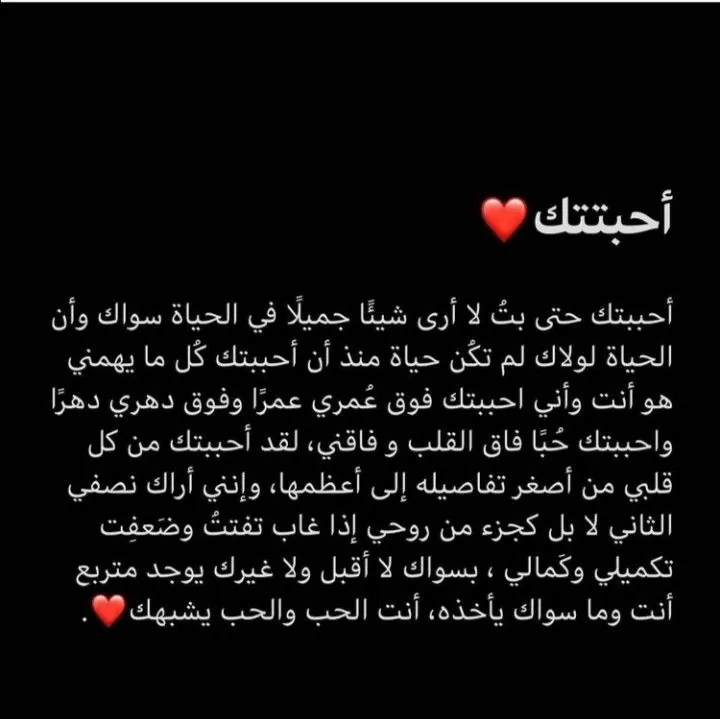 أحبتتك❤️
أحببتك حتى بتُ لا أرى شيئًا جميلًا في الحياة سواك وأن
الحياة لولاك لم تكُن حياة منذ أن أحببتك كُل ما يهمني
هو أنت وأني احببتك فوق عُمري عمرًا وفوق دهري دهرًا
واحببتك حُبًا فاق القلب و فاقني، لقد أحببتك من كل
قلبي من أصغر تفاصيله إلى أعظمها، وإنني أراك نصفي
الثاني لا بل كجزء من روحي إذا غاب تفتتُ وضَعفِت
تكميلي وكَمالي ، بسواك لا أقبل ولا غيرك يوجد متربع
أنت وما سواك يأخذه، أنت الحب والحب يشبهك❤️.